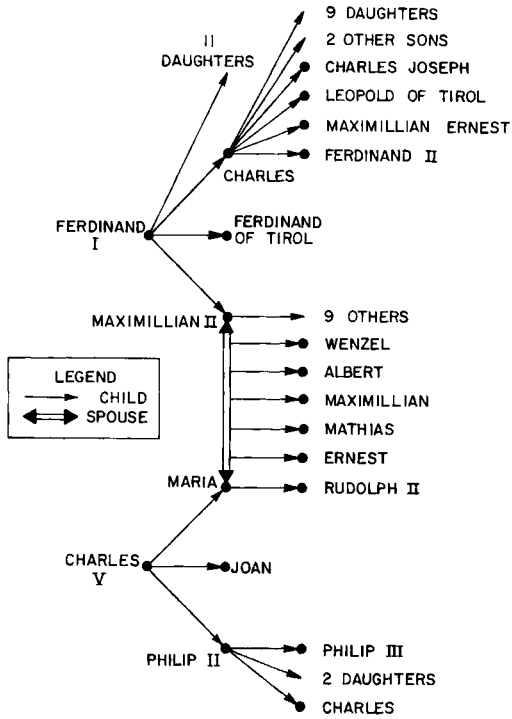 9 DAUGHTERS
11
DAUGHTERS
2 OTHER SONS
CHARLES JOSEPH
LEOPOLD OF TIROL
MAXIMILLIAN ERNEST
FERDINAND II
CHARLES
FERDINAND
I
FERDINAND
OF TIROL
MAXIMILLIAN II
9 OTHERS
WENZEL
ALBERT
MAXIMILLIAN
MATHIAS
ERNEST
RUDOLPH II
LEGEND
CHILD
SPOUSE
MARIA
CHARLES
V
JOAN
PHILIP II
PHILIP III
2 DAUGHTERS
CHARLES